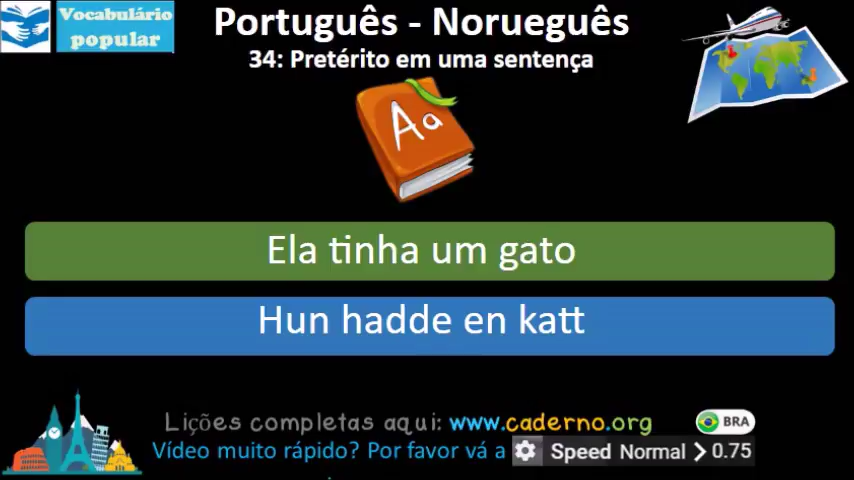 Vocabulário
popular
Português - Norueguês
34: Pretérito em uma sentença
Aa
Ela tinha um gato
Hun hadde en katt
Lições completas aqui: www.caderno.org
BRA
Vídeo muito rápido? Por favor vá a Speed Normal > 0.75